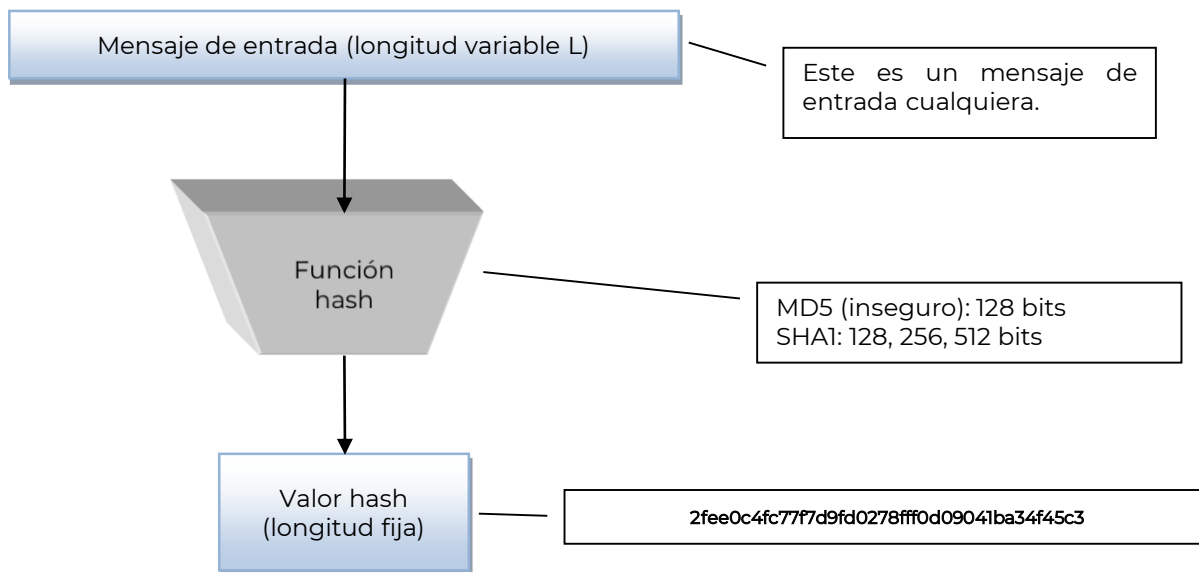 Mensaje de entrada (longitud variable L)
Este es un mensaje de
entrada cualquiera.
Función
hash
MD5 (inseguro): 128 bits
SHA1: 128, 256, 512 bits
Valor hash
(longitud fija)
2fee0c4fc77f7d9fd0278fff0d09041ba34f45c3